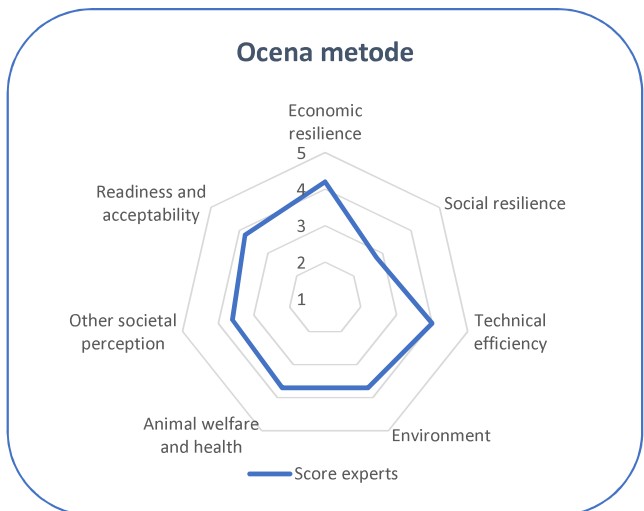 Ocena metode
Economic
resilience
5
4
3
2
1
Readiness and
acceptability
Social resilience
Other societal
perception
Technical
efficiency
Animal welfare
and health
Environment
Score experts